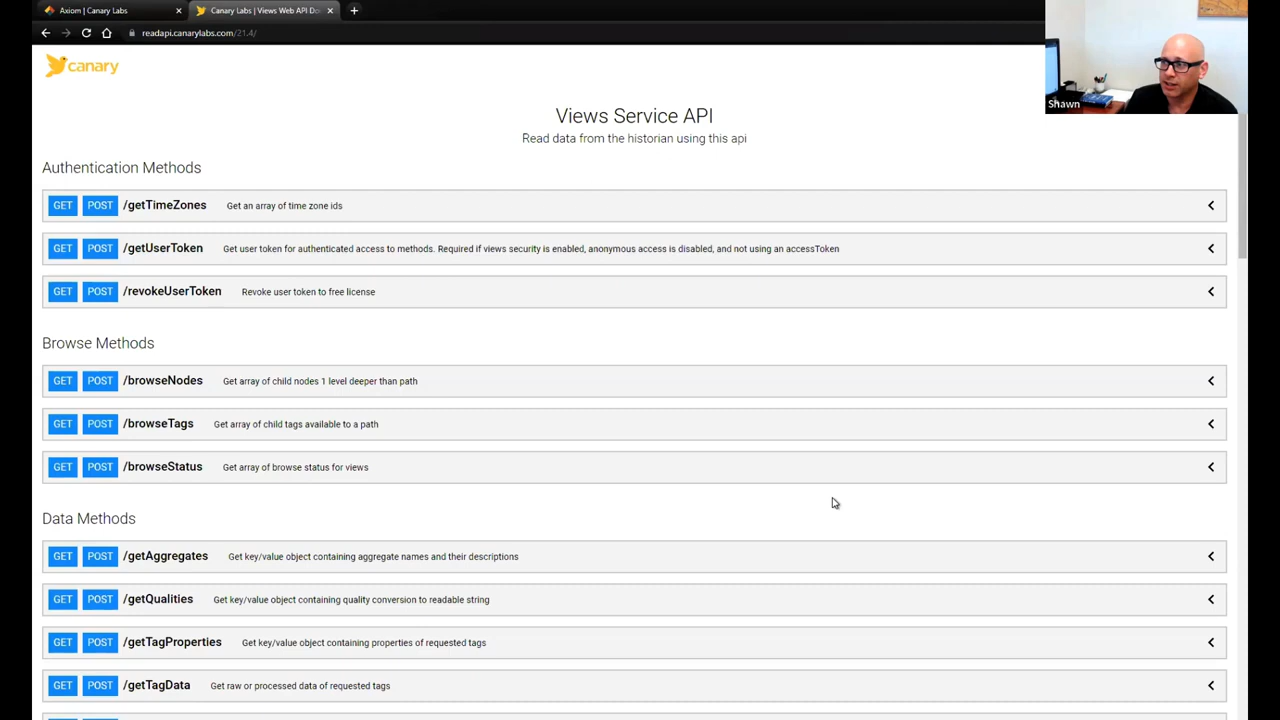 Axiom | Canary Labs
Canary Labs | Views Web API Do
readapi.canarylabs.com/21.4/
canary
Shawn
Views Service API
Read data from the historian using this api
Authentication Methods
GET POST /getTimeZones Get an array of time zone ids
GET POST /getUserToken Get user token for authenticated access to methods. Required if views security is enabled, anonymous access is disabled, and not using an accessToken
GET POST /revokeUserToken Revoke user token to free license
Browse Methods
GET POST /browseNodes Get array of child nodes 1 level deeper than path
GET POST /browseTags Get array of child tags available to a path
GET POST /browseStatus Get array of browse status for views
Data Methods
GET POST /getAggregates Get key/value object containing aggregate names and their descriptions
GET POST /getQualities Get key/value object containing quality conversion to readable string
GET POST /getTagProperties Get key/value object containing properties of requested tags
GET POST /getTagData Get raw or processed data of requested tags